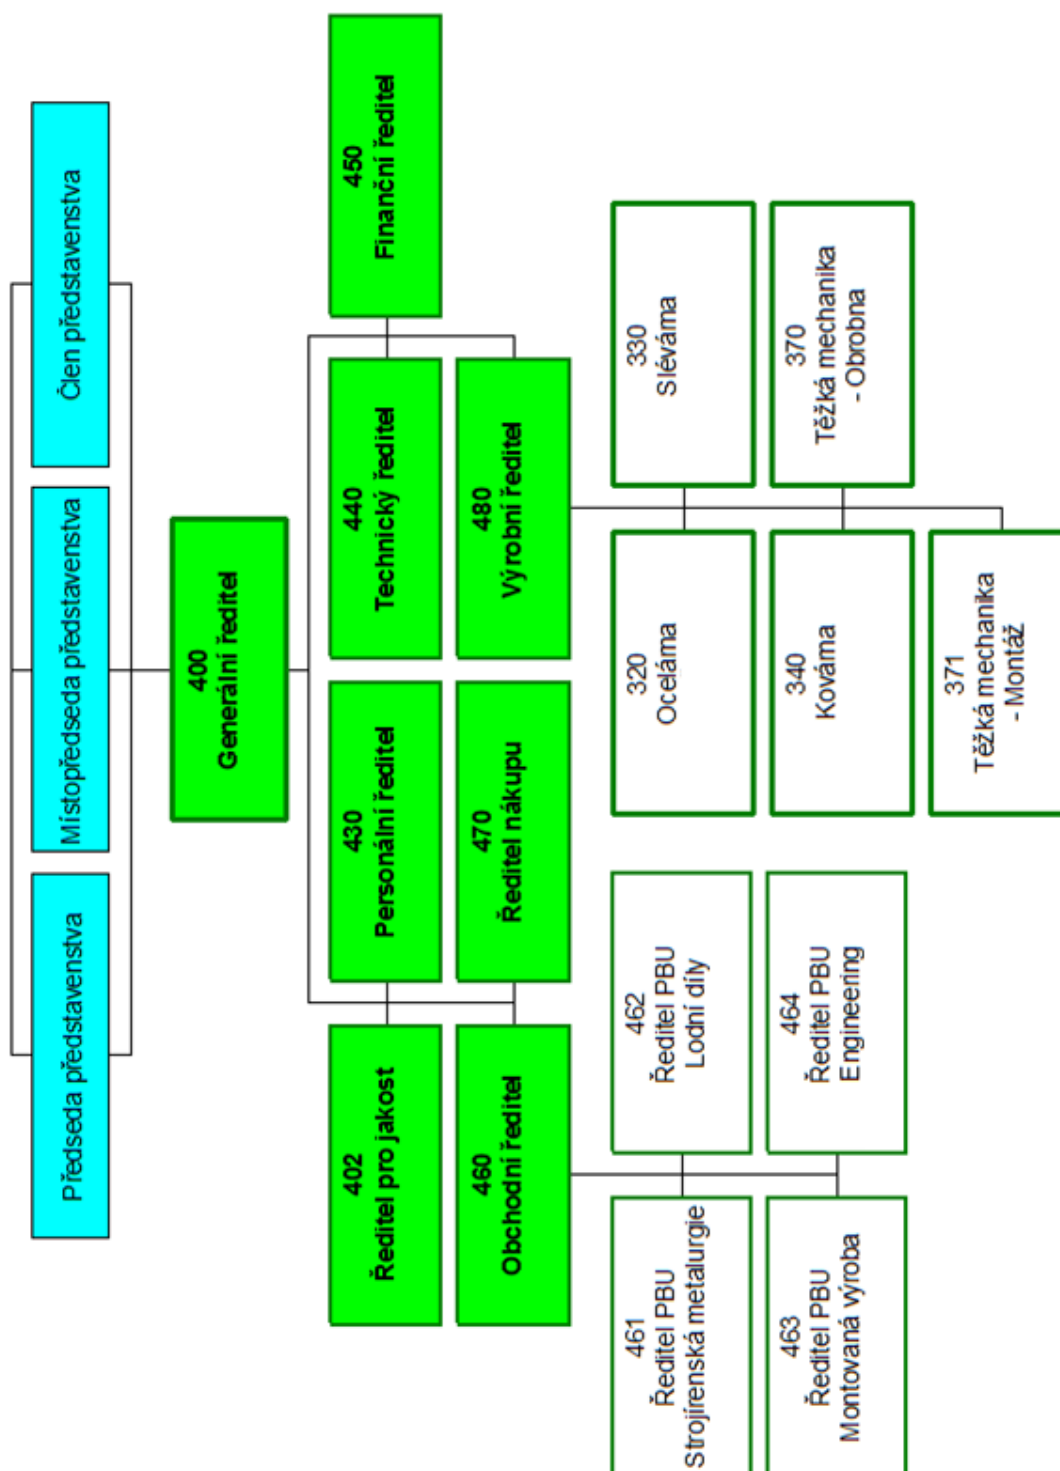 Předseda představenstva
Místopředseda představenstva
Člen představenstva
400
Generální ředitel
402
Ředitel pro jakost
430
Personální ředitel
440
Technický ředitel
450
Finanční ředitel
460
Obchodní ředitel
470
Ředitel nákupu
480
Výrobní ředitel
461
Ředitel PBU
Strojírenská metalurgie
462
Ředitel PBU
Lodní díly
320
Ocelárna
330
Slévárna
463
Ředitel PBU
Montovaná výroba
464
Ředitel PBU
Engineering
340
Kovárna
370
Těžká mechanika
- Obrobna
371
Těžká mechanika
- Montáž